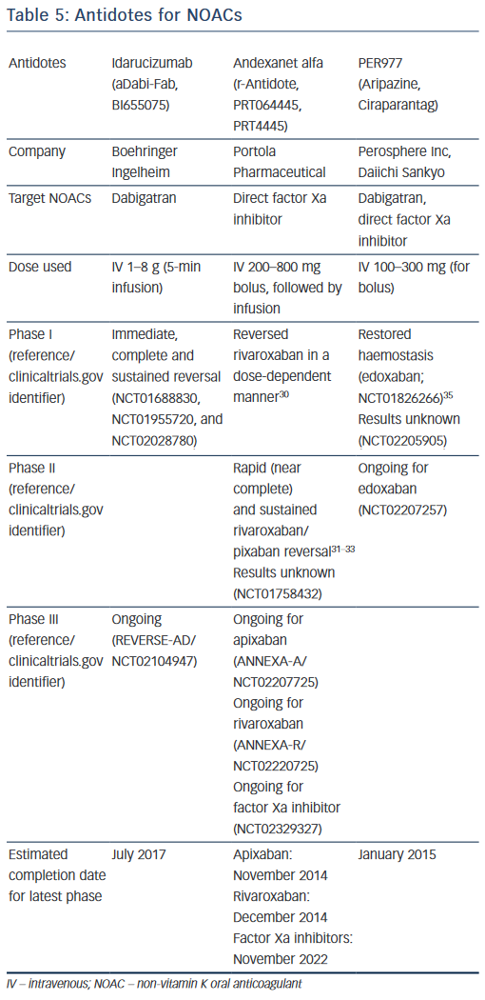 Table 5: Antidotes for NOACs
Antidotes
Idarucizumab
(aDabi-Fab,
BI655075)
Andexanet alfa
(r-Antidote,
PRT064445,
PRT4445)
PER977
(Aripazine,
Ciraparantag)
Company
Boehringer
Ingelheim
Portola
Pharmaceutical
Perosphere Inc,
Daiichi Sankyo
Target NOACs
Dabigatran
Direct factor Xa
inhibitor
Dabigatran,
direct factor Xa
inhibitor
Dose used
IV 1–8 g (5-min
infusion)
IV 200–800 mg
bolus, followed by
infusion
IV 100–300 mg (for
bolus)
Phase I
(reference/
clinicaltrials.gov
identifier)
Immediate,
complete and
sustained reversal
(NCT01688830,
NCT01955720, and
NCT02028780)
Reversed
rivaroxaban in a
dose-dependent
manner30
Restored
haemostasis
(edoxaban;
NCT01826266)35
Results unknown
(NCT02205905)
Phase II
(reference/
clinicaltrials.gov
identifier)
Rapid (near
complete)
and sustained
rivaroxaban/
pixaban reversal31–33
Results unknown
(NCT01758432)
Ongoing for
edoxaban
(NCT02207257)
Phase III
(reference/
clinicaltrials.gov
identifier)
Ongoing
(REVERSE-AD/
NCT02104947)
Ongoing for
apixaban
(ANNEXA-A/
NCT02207725)
Ongoing for
rivaroxaban
(ANNEXA-R/
NCT02220725)
Ongoing for
factor Xa inhibitor
(NCT02329327)
Estimated
completion date
for latest phase
July 2017
Apixaban:
November 2014
Rivaroxaban:
December 2014
Factor Xa inhibitors:
November 2022
January 2015
IV – intravenous; NOAC – non-vitamin K oral anticoagulant